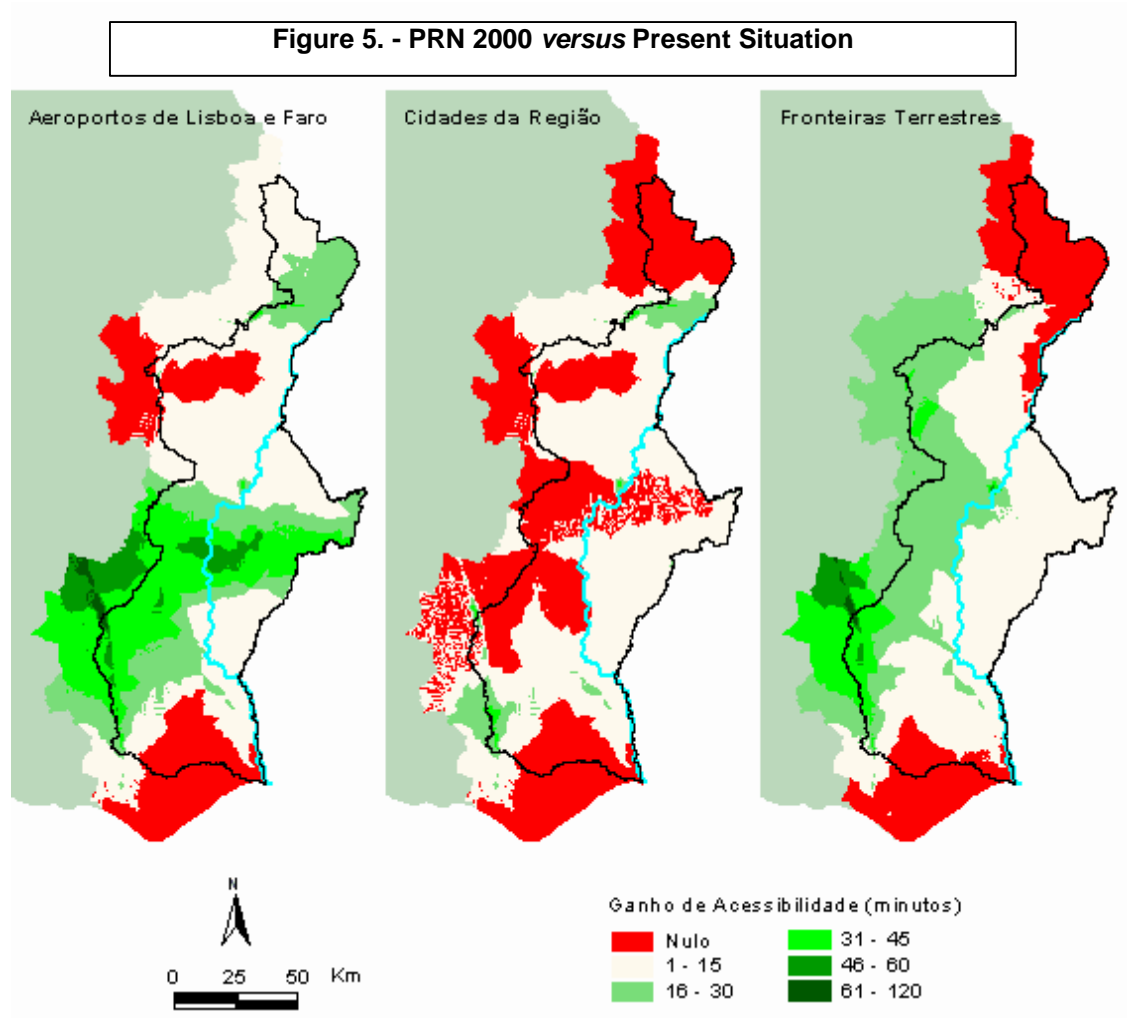 Figure 5. - PRN 2000 versus Present Situation
Aeroportos de Lisboa e Faro
Cidades da Região
Fronteiras Terrestres
N
0 25 50 Km
Ganho de Acessibilidade (minutos)
Nulo
1 - 15
16 - 30
31 - 45
46 - 60
61 - 120